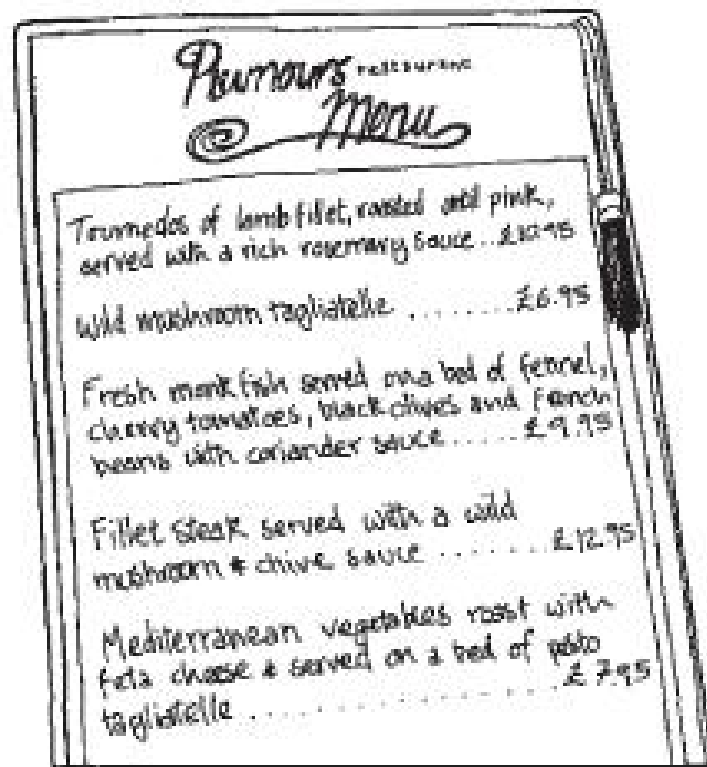 Rumours restaurant
Menu
Tournedos of lamb fillet, roasted until pink,
served with a rich rosemary sauce .. £10.95
Wild mushroom tagliatelle ........ £6.95
Fresh monkfish served on a bed of fennel,
cherry tomatoes, black olives and french
beans with coriander sauce ..... £9.95
Fillet steak served with a wild
mushroom & chive sauce ....... £12.95
Mediterranean vegetables roast with
feta cheese & served on a bed of pesto
tagliatelle ................ £7.95